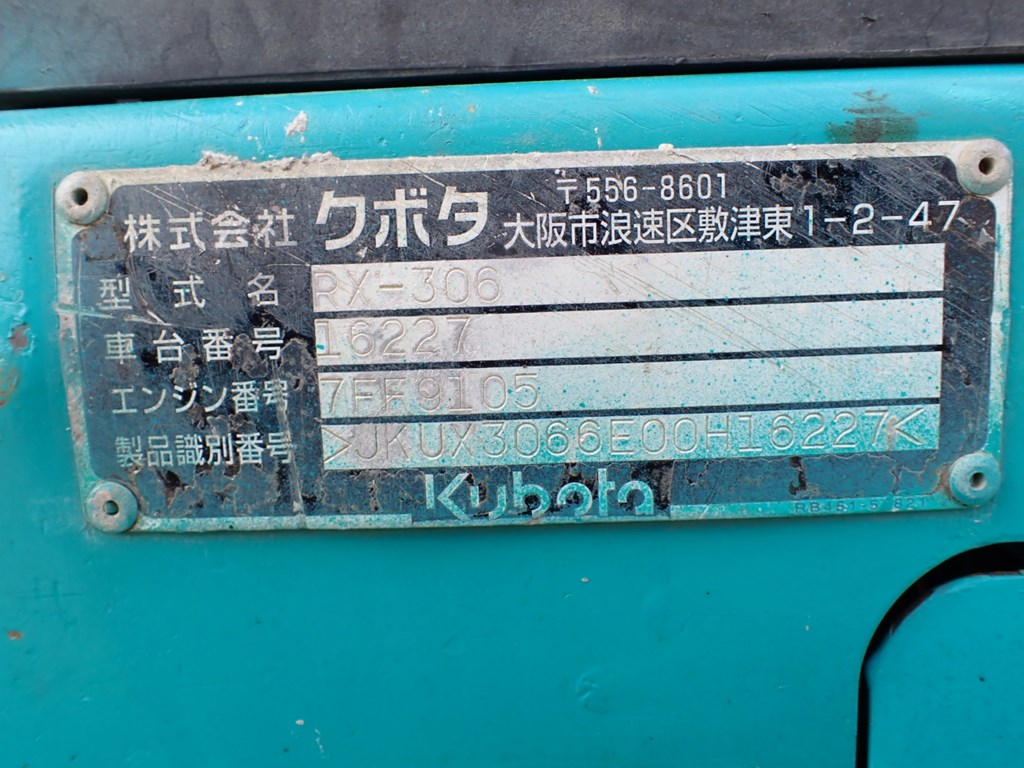 株式会社 クボタ 〒556-8601
大阪市浪速区敷津東1-2-47
型式名 RX-306
車台番号 16227
エンジン番号 7FF9105
製品識別番号 >JKUX3066E00H16227<
Kubota